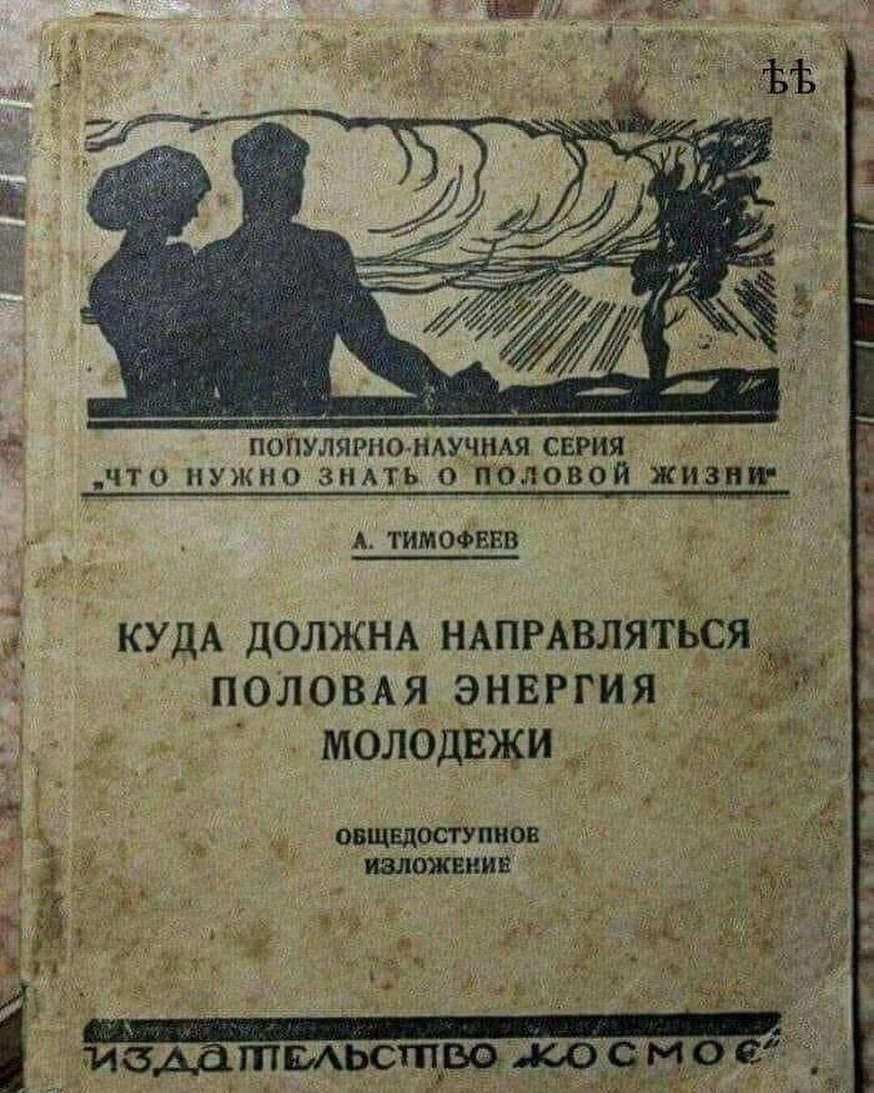 ѣѣ
ПОПУЛЯРНО-НАУЧНАЯ СЕРИЯ
„ЧТО НУЖНО ЗНАТЬ О ПОЛОВОЙ ЖИЗНИ“
А. ТИМОФЕЕВ
КУДА ДОЛЖНА НАПРАВЛЯТЬСЯ
ПОЛОВАЯ ЭНЕРГИЯ
МОЛОДЕЖИ
ОБЩЕДОСТУПНОЕ
ИЗЛОЖЕНИЕ
ИЗДАТЕЛЬСТВО „КОСМОС“